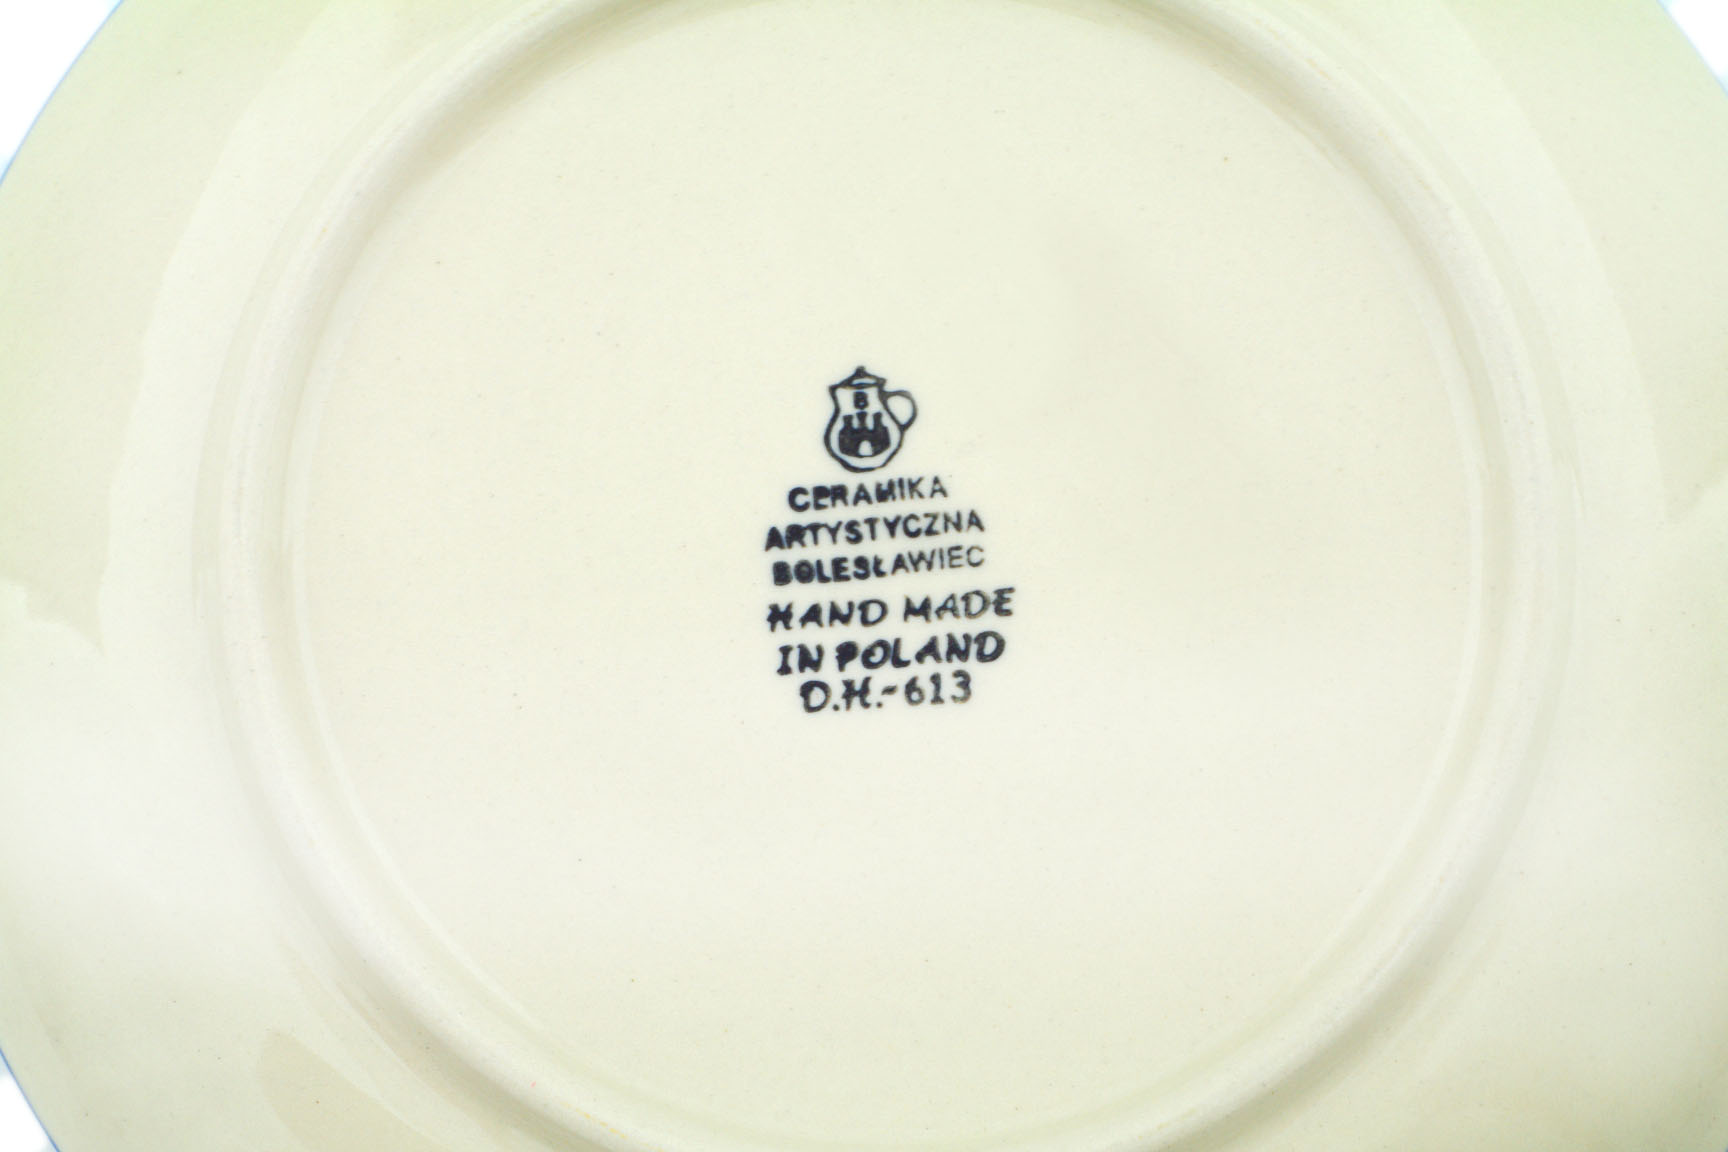 B
CERAMIKA
ARTYSTYCZNA
BOLESŁAWIEC
HAND MADE
IN POLAND
D.H.-613